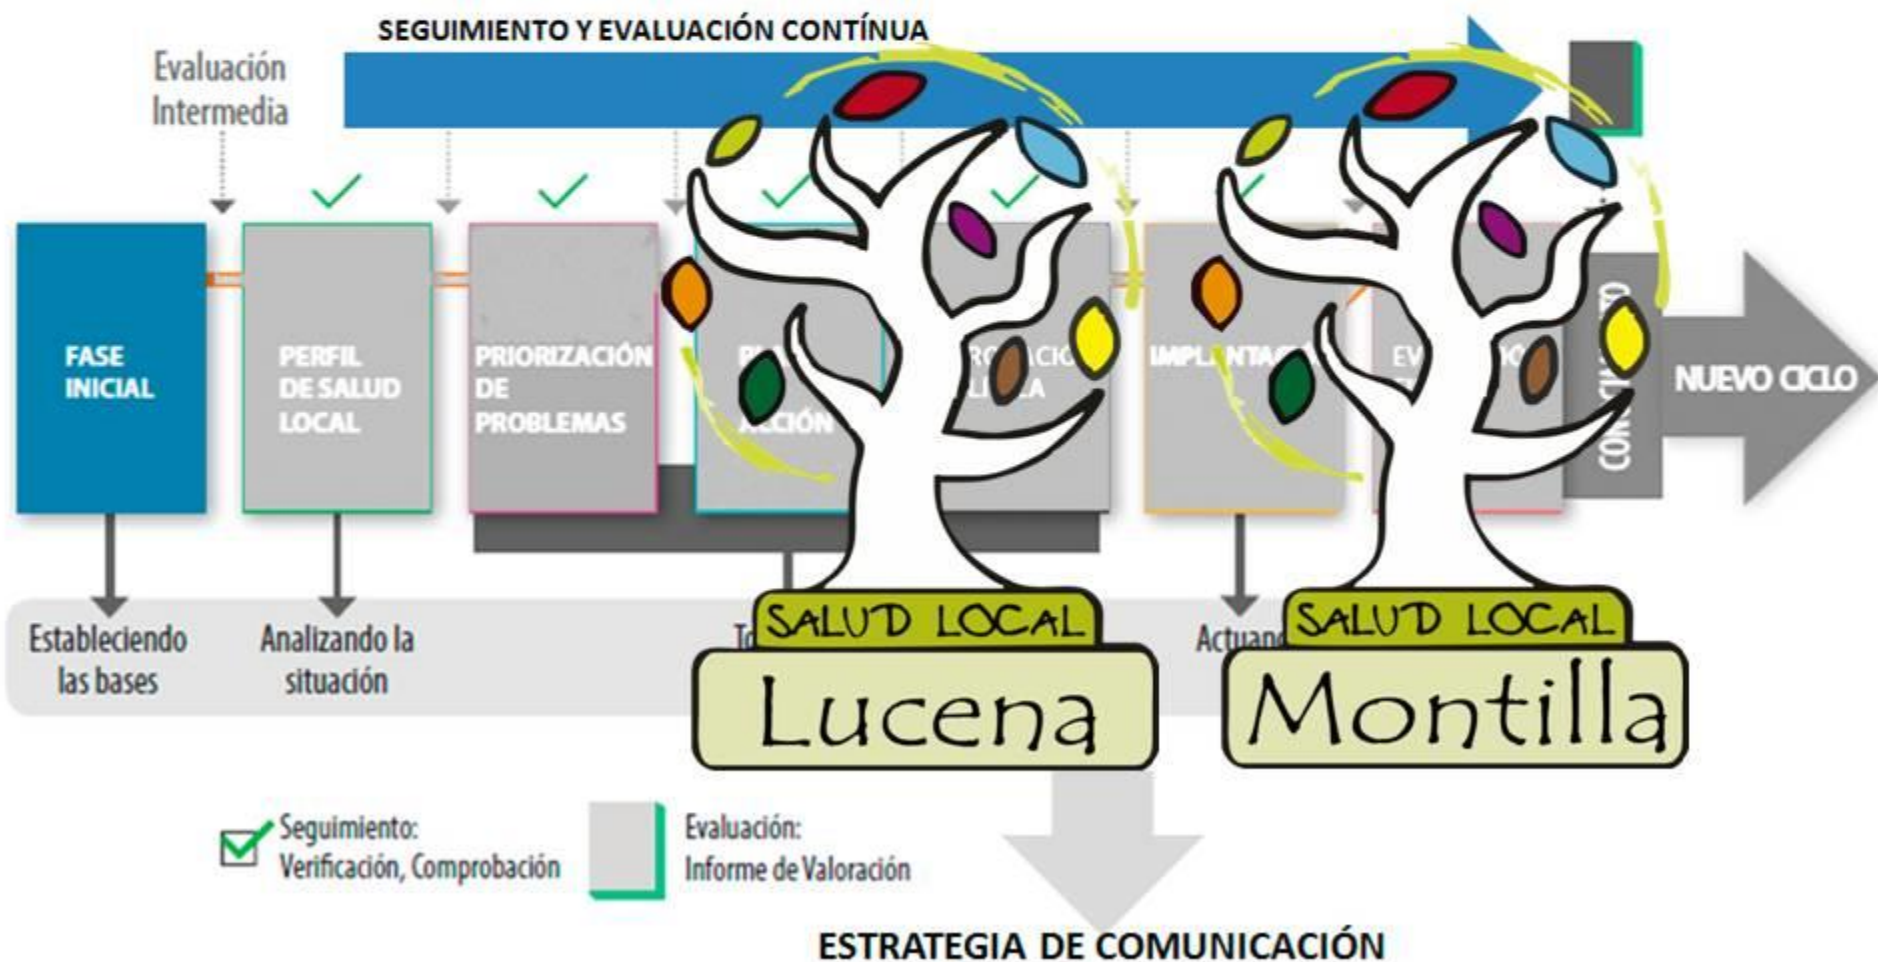 SEGUIMIENTO Y EVALUACIÓN CONTÍNUA
Evaluación
Intermedia
FASE
INICIAL
PERFIL
DE SALUD
LOCAL
PRIORIZACIÓN
DE
PROBLEMAS
ACCIÓN
NUEVO CICLO
Estableciendo
las bases
Analizando la
situación
SALUD LOCAL
Lucena
SALUD LOCAL
Montilla
Seguimiento:
Verificación, Comprobación
Evaluación:
Informe de Valoración
ESTRATEGIA DE COMUNICACIÓN